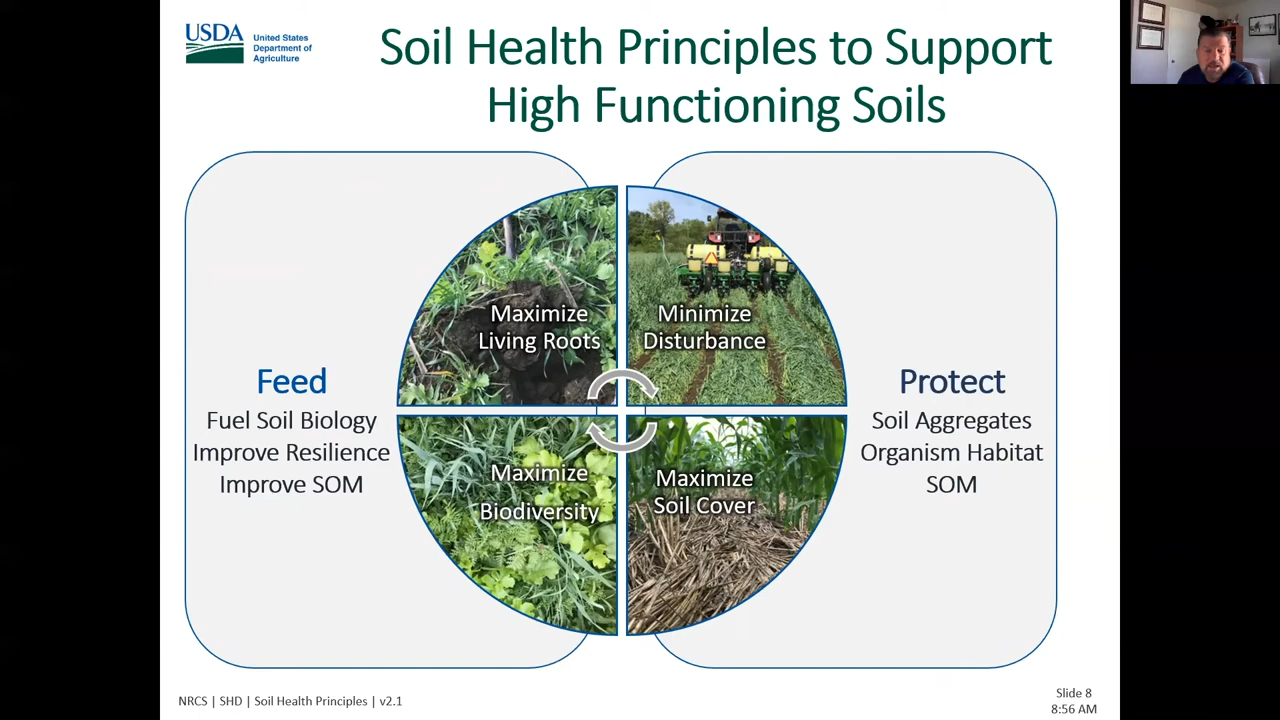 USDA
United States
Department of
Agriculture
Soil Health Principles to Support
High Functioning Soils
Maximize
Living Roots
Minimize
Disturbance
Feed
Fuel Soil Biology
Improve Resilience
Improve SOM
Protect
Soil Aggregates
Organism Habitat
SOM
Maximize
Biodiversity
Maximize
Soil Cover
NRCS | SHD | Soil Health Principles | v2.1
Slide 8
8:56 AM